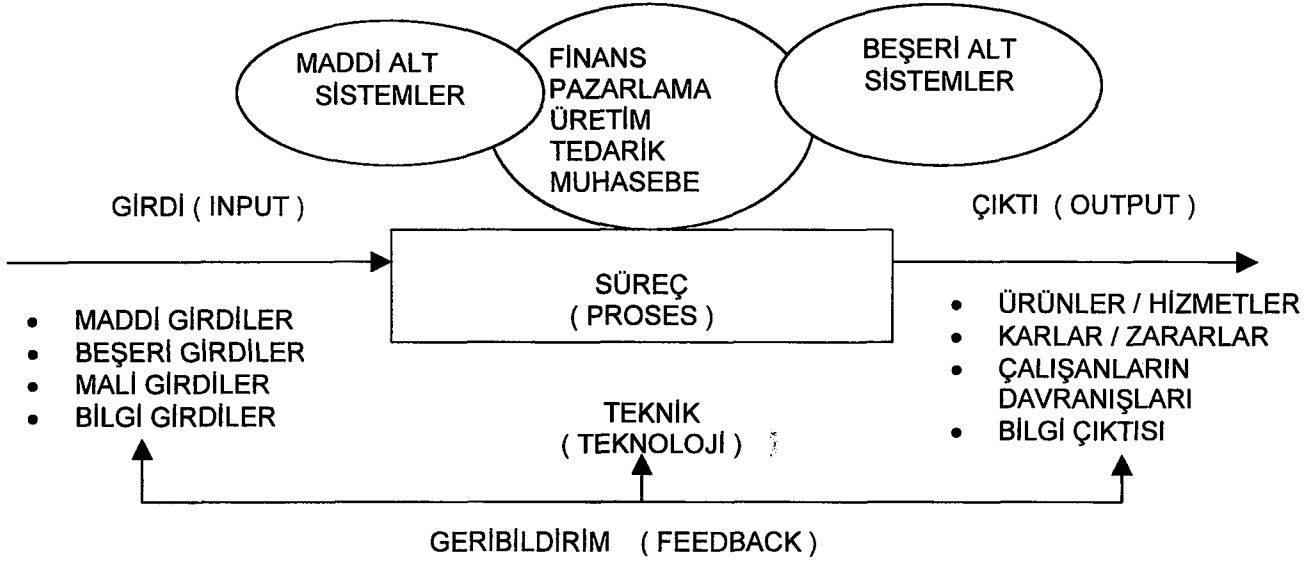 MADDİ ALT
SİSTEMLER
FİNANS
PAZARLAMA
ÜRETİM
TEDARİK
MUHASEBE
BEŞERİ ALT
SİSTEMLER
GİRDİ ( INPUT )
ÇIKTI ( OUTPUT )
SÜREÇ
( PROSES )
• MADDİ GİRDİLER
• BEŞERİ GİRDİLER
• MALİ GİRDİLER
• BİLGİ GİRDİLER
• ÜRÜNLER / HİZMETLER
• KARLAR / ZARARLAR
• ÇALIŞANLARIN
DAVRANIŞLARI
• BİLGİ ÇIKTISI
TEKNİK
( TEKNOLOJİ )
GERİBİLDİRİM ( FEEDBACK )